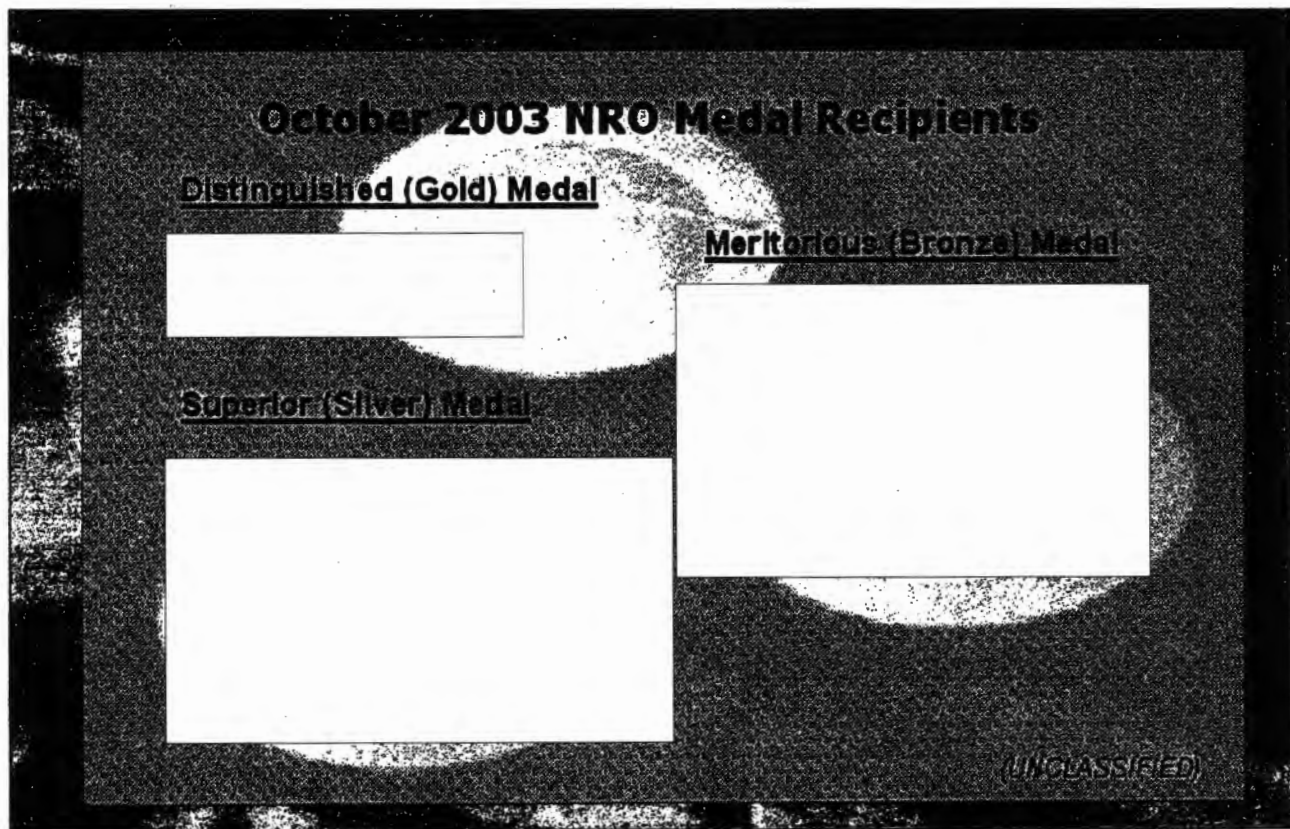 October 2003 NRO Medal Recipients
Distinguished (Gold) Medal
Meritorious (Bronze) Medal
Superior (Silver) Medal
(UNCLASSIFIED)